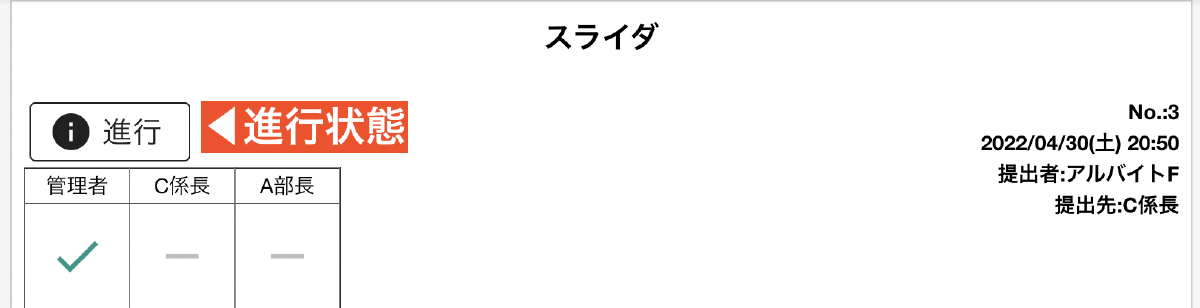 スライダ
進行
◀進行状態
No.:3
2022/04/30(土) 20:50
提出者:アルバイトF
提出先:C係長
管理者 C係長 A部長